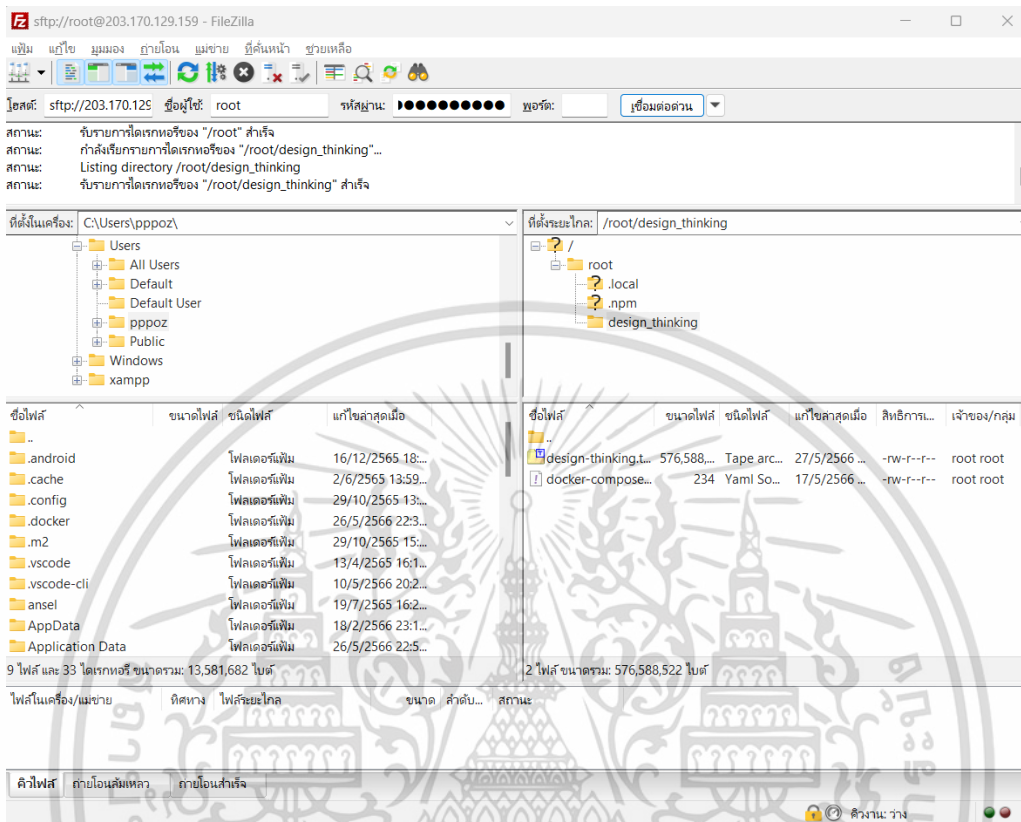 sftp://root@203.170.129.159 - FileZilla
แฟ้ม แก้ไข มุมมอง ถ่ายโอน แม่ข่าย ที่คั่นหน้า ช่วยเหลือ
โฮสต์: sftp://203.170.129 ชื่อผู้ใช้: root รหัสผ่าน: ●●●●●●●●●● พอร์ต: เชื่อมต่อด่วน
สถานะ: รับรายการไดเรกทอรีของ "/root" สำเร็จ
สถานะ: กำลังเรียกรายการไดเรกทอรีของ "/root/design_thinking"...
สถานะ: Listing directory /root/design_thinking
สถานะ: รับรายการไดเรกทอรีของ "/root/design_thinking" สำเร็จ
ที่ตั้งในเครื่อง: C:\Users\pppoz\
Users
All Users
Default
Default User
pppoz
Public
Windows
xampp
ที่ตั้งระยะไกล: /root/design_thinking
/
root
.local
.npm
design_thinking
ชื่อไฟล์ ขนาดไฟล์ ชนิดไฟล์ แก้ไขล่าสุดเมื่อ
..
.android โฟลเดอร์แฟ้ม 16/12/2565 18:...
.cache โฟลเดอร์แฟ้ม 2/6/2565 13:59...
.config โฟลเดอร์แฟ้ม 29/10/2565 13:...
.docker โฟลเดอร์แฟ้ม 26/5/2566 22:3...
.m2 โฟลเดอร์แฟ้ม 29/10/2565 15:...
.vscode โฟลเดอร์แฟ้ม 13/4/2565 16:1...
.vscode-cli โฟลเดอร์แฟ้ม 10/5/2566 20:2...
ansel โฟลเดอร์แฟ้ม 19/7/2565 16:2...
AppData โฟลเดอร์แฟ้ม 18/2/2566 23:1...
Application Data โฟลเดอร์แฟ้ม 26/5/2566 22:5...
9 ไฟล์ และ 33 ไดเรกทอรี ขนาดรวม: 13,581,682 ไบต์
ชื่อไฟล์ ขนาดไฟล์ ชนิดไฟล์ แก้ไขล่าสุดเมื่อ สิทธิการเ... เจ้าของ/กลุ่ม
..
design-thinking.t... 576,588,... Tape arc... 27/5/2566 ... -rw-r--r-- root root
docker-compose... 234 Yaml So... 17/5/2566 ... -rw-r--r-- root root
2 ไฟล์ ขนาดรวม: 576,588,522 ไบต์
ไฟล์ในเครื่อง/แม่ข่าย ทิศทาง ไฟล์ระยะไกล ขนาด ลำดับ... สถานะ
คิวไฟล์ ถ่ายโอนล้มเหลว ถ่ายโอนสำเร็จ
คิวงาน: ว่าง